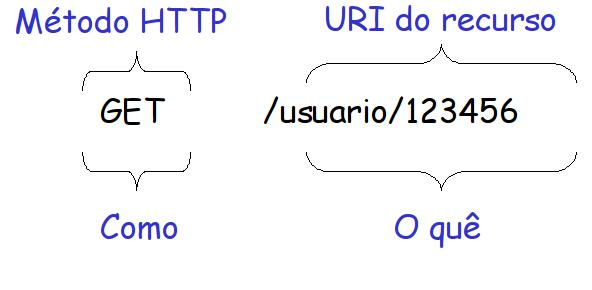 Método HTTP URI do recurso
GET /usuario/123456
Como O quê